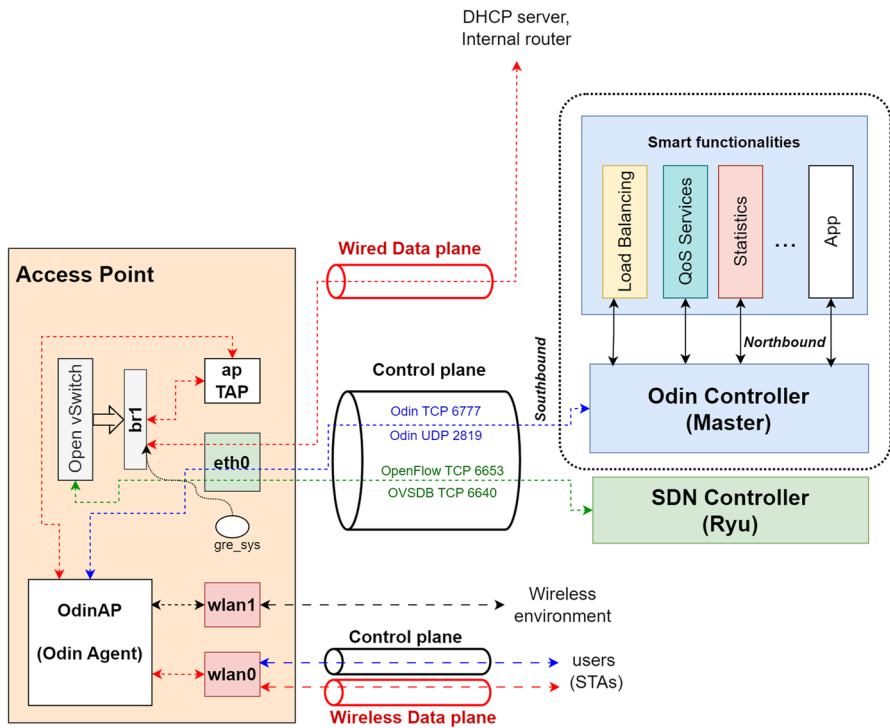 DHCP server,
Internal router
Smart functionalities
Load Balancing
QoS Services
Statistics
...
App
Wired Data plane
Access Point
Northbound
Southbound
Control plane
ap
TAP
Open vSwitch
br1
Odin TCP 6777
Odin UDP 2819
Odin Controller
(Master)
eth0
OpenFlow TCP 6653
OVSDB TCP 6640
SDN Controller
(Ryu)
gre_sys
OdinAP
(Odin Agent)
wlan1
Wireless
environment
Control plane
wlan0
users
(STAs)
Wireless Data plane